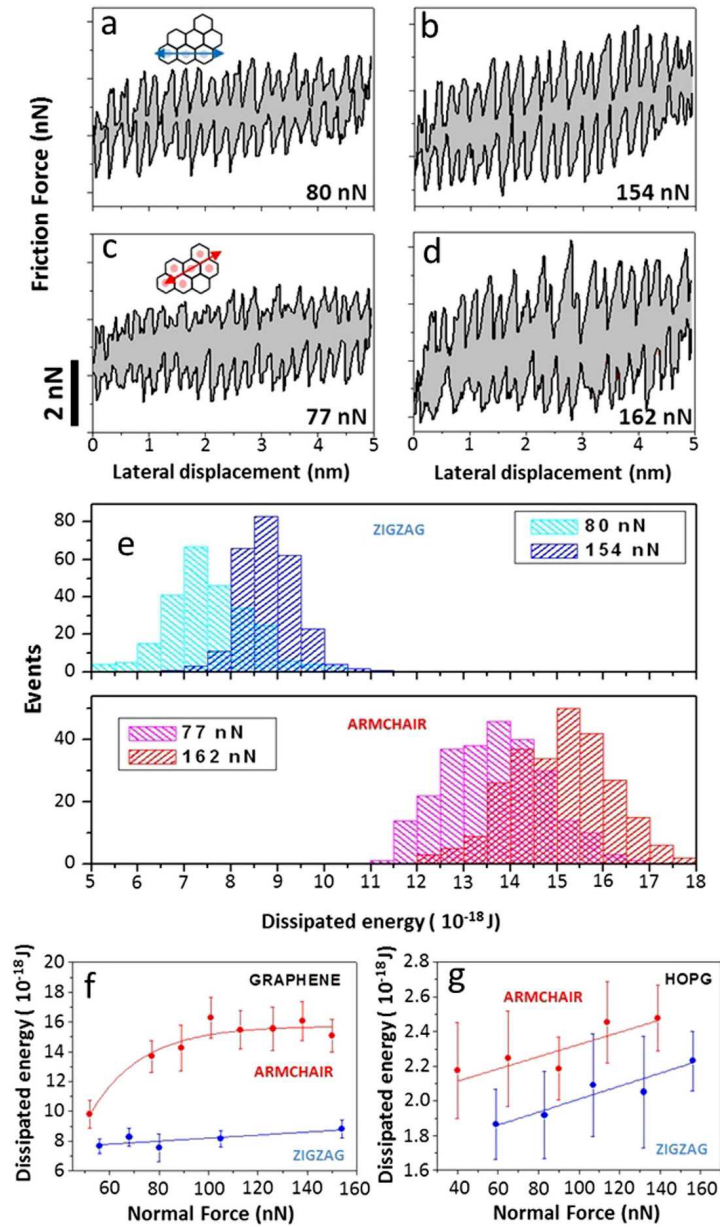 a
b
80 nN
154 nN
Friction Force (nN)
c
d
77 nN
162 nN
2 nN
0 1 2 3 4 5
0 1 2 3 4 5
Lateral displacement (nm)
Lateral displacement (nm)
e
ZIGZAG
80 nN
154 nN
80
60
40
20
0
Events
ARMCHAIR
77 nN
162 nN
40
20
0
5 6 7 8 9 10 11 12 13 14 15 16 17 18
Dissipated energy ( 10⁻¹⁸J)
f
GRAPHENE
ARMCHAIR
ZIGZAG
Dissipated energy ( 10⁻¹⁸J)
20
18
16
14
12
10
8
6
40 60 80 100 120 140 160
Normal Force (nN)
g
HOPG
ARMCHAIR
ZIGZAG
Dissipated energy ( 10⁻¹⁸J)
2.8
2.6
2.4
2.2
2.0
1.8
1.6
40 60 80 100 120 140 160
Normal Force (nN)